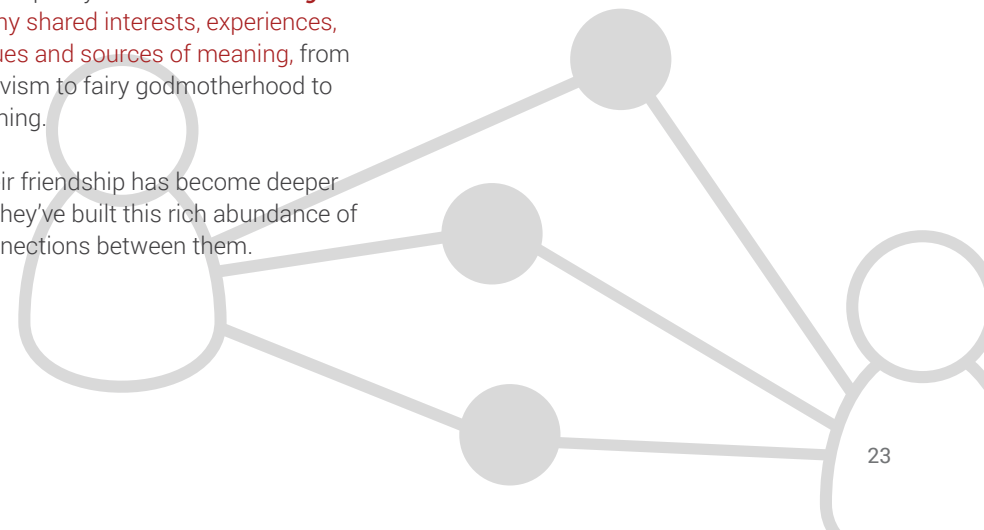 ny shared interests, experiences,
ues and sources of meaning, from
vism to fairy godmotherhood to
ning.
ir friendship has become deeper
hey've built this rich abundance of
nections between them.
23